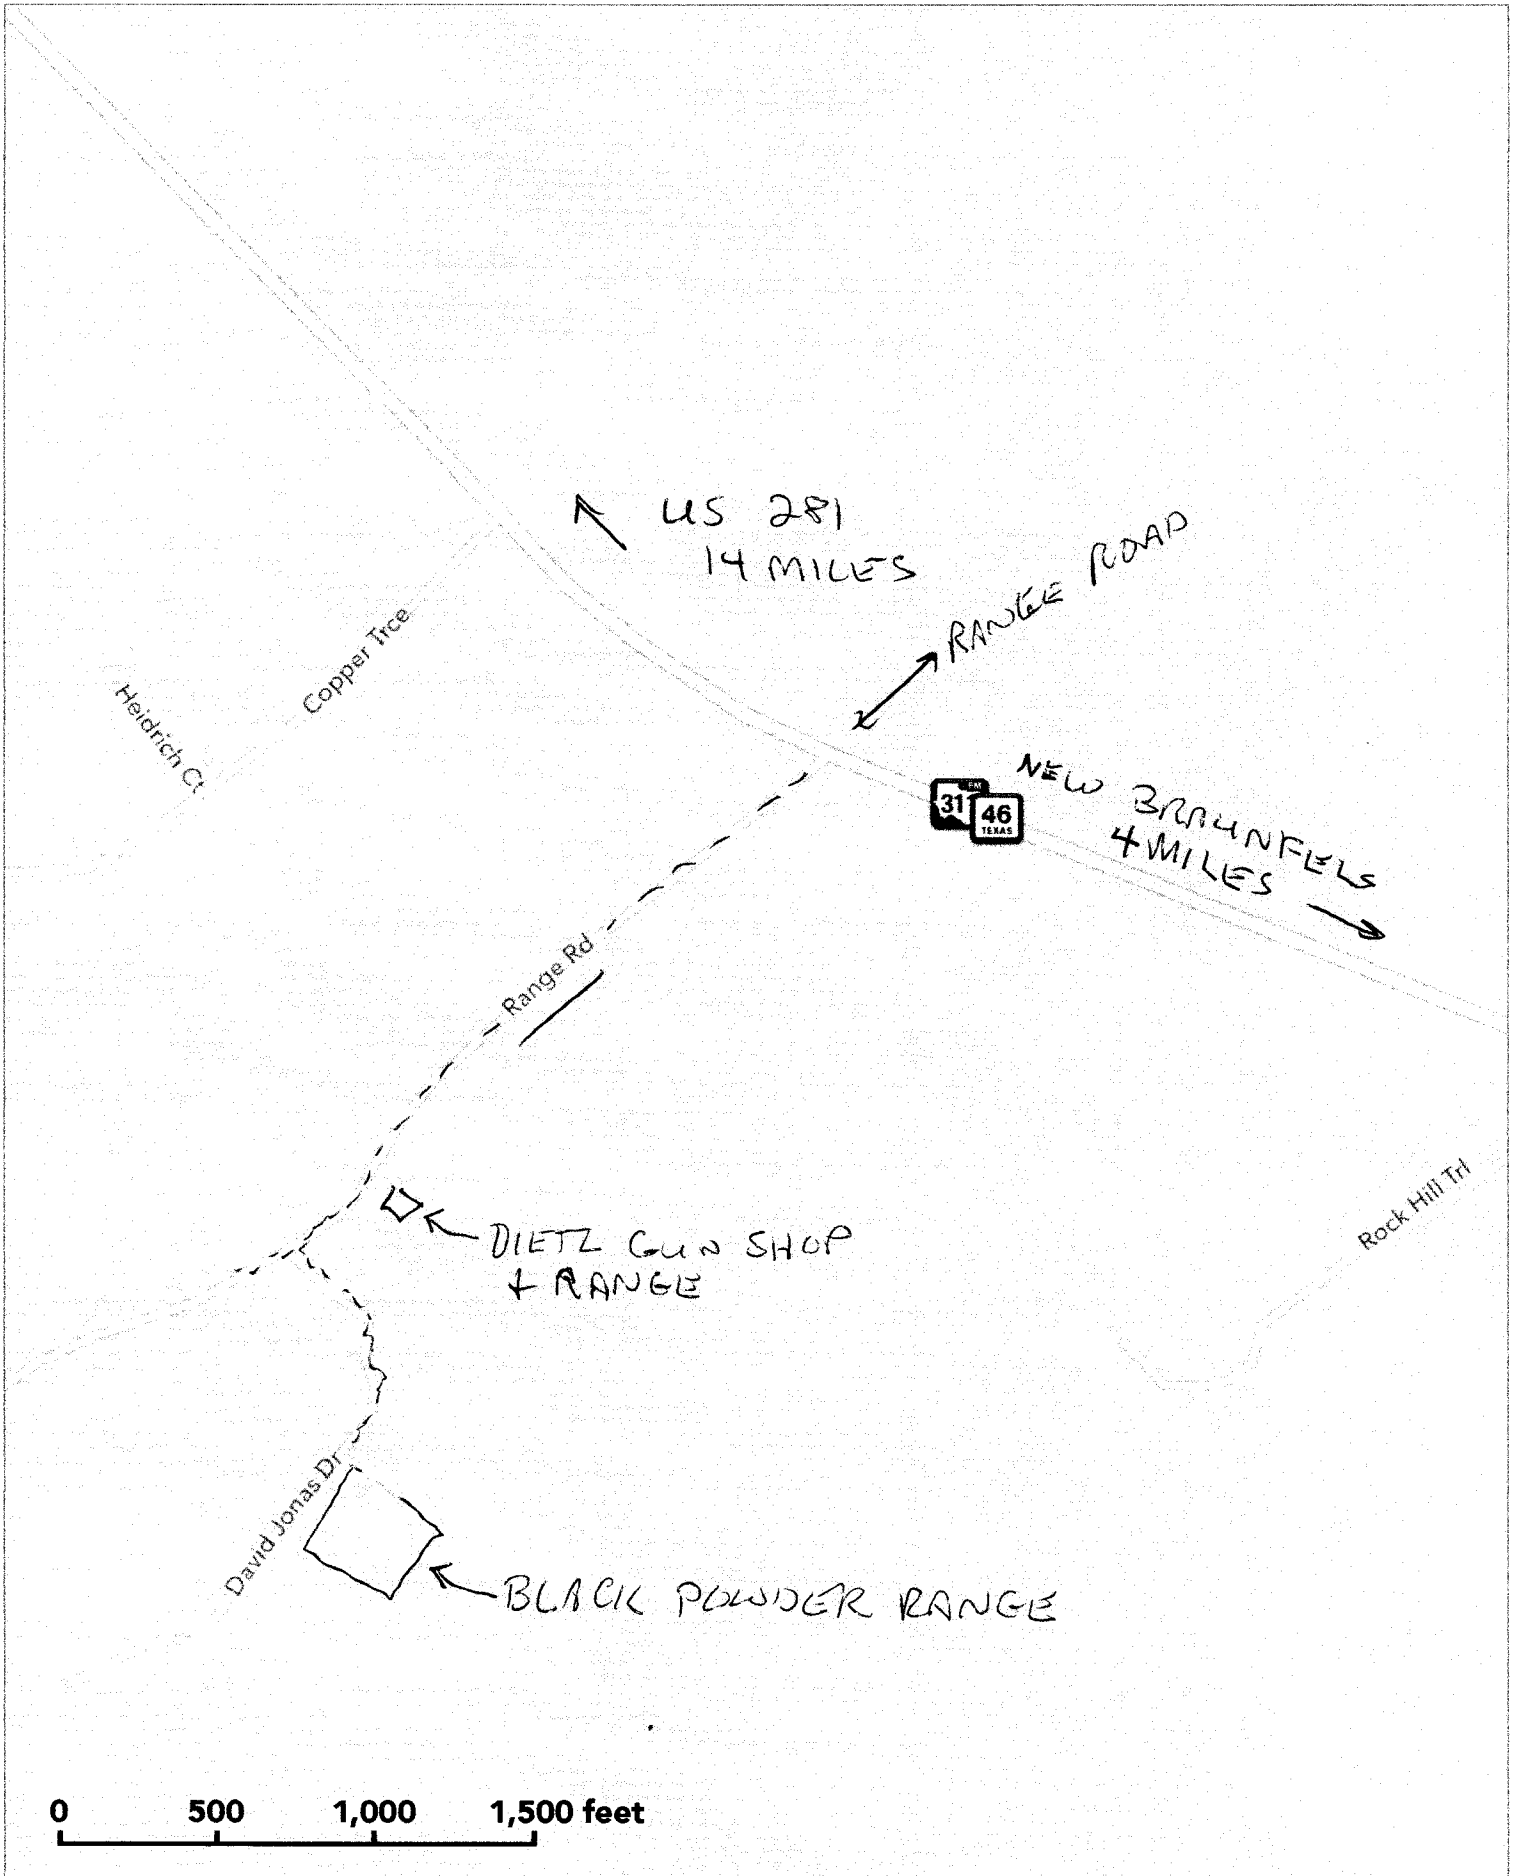 US 281
14 MILES
RANGE ROAD
Copper Trce
Heidrich Ct
NEW BRAUNFELS
4 MILES
FM
311
46
TEXAS
Range Rd
Rock Hill Trl
DIETZ GUN SHOP
+ RANGE
David Jonas Dr
BLACK POWDER RANGE
0 500 1,000 1,500 feet